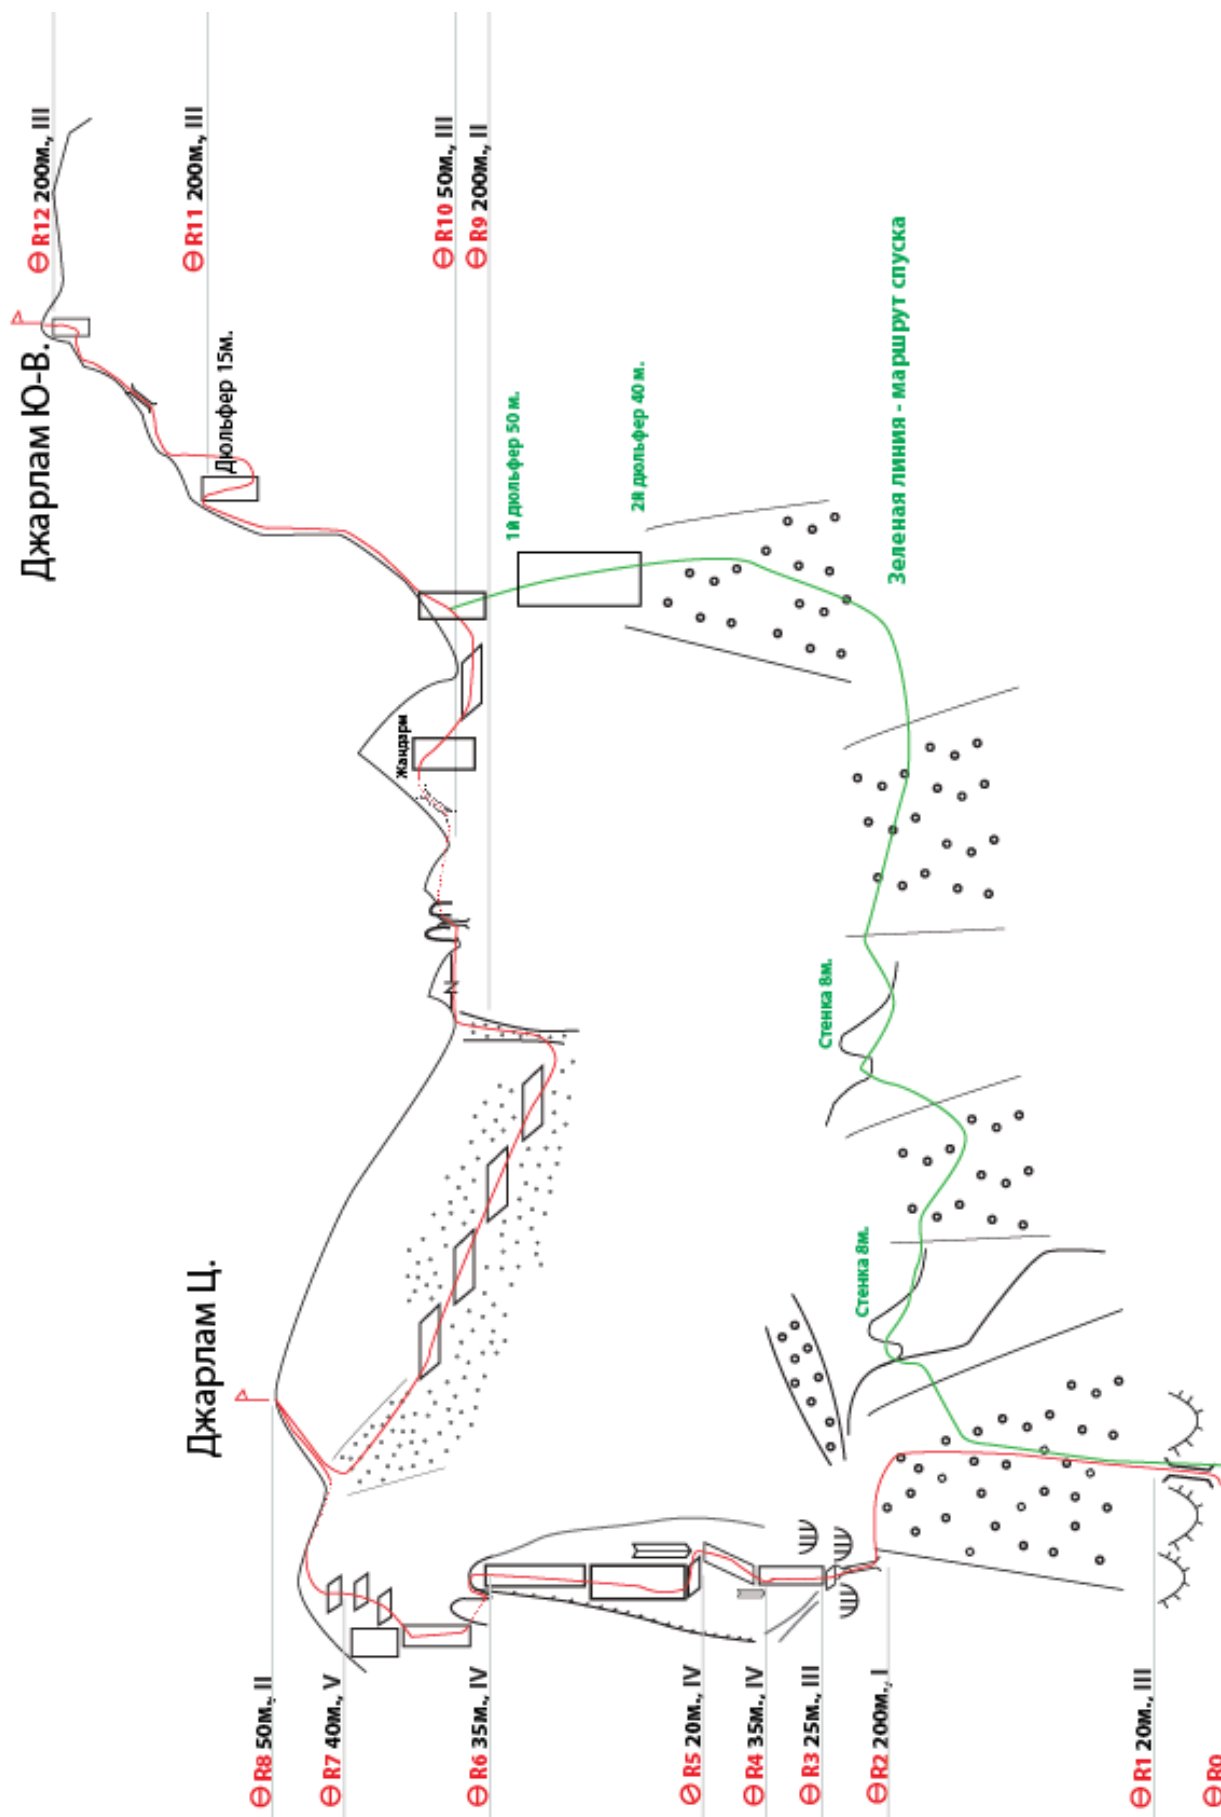 Джарлам Ц.
Джарлам Ю-В.
R12 200м., III
R11 200м., III
R10 50м., III
R9 200м., II
Дюльфер 15м.
Жандарм
1й дюльфер 50 м.
2й дюльфер 40 м.
Зеленая линия - маршрут спуска
Стенка 8м.
Стенка 8м.
R8 50м., II
R7 40м., V
R6 35м., IV
R5 20м., IV
R4 35м., IV
R3 25м., III
R2 200м., I
R1 20м., III
R0